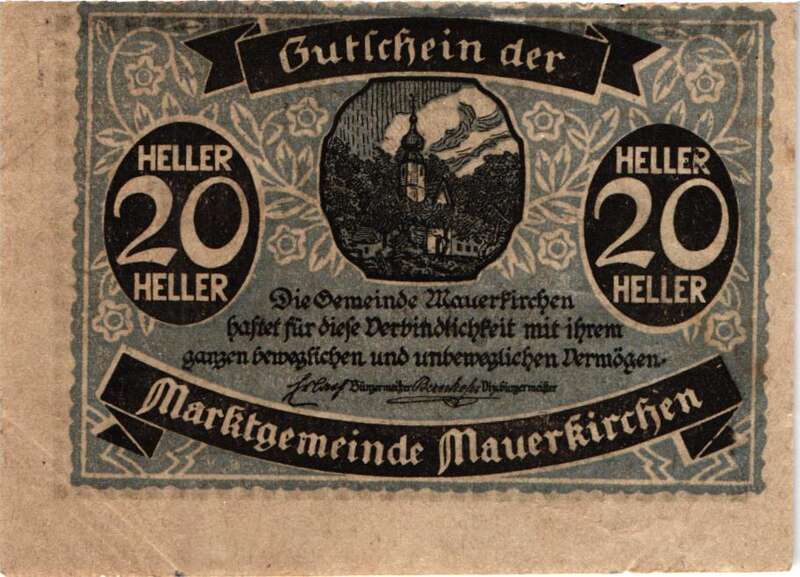 Gutschein der
HELLER
20
HELLER
HELLER
20
HELLER
Die Gemeinde Mauerkirchen
haftet für diese Verbindlichkeit mit ihrem
ganzen beweglichen und unbeweglichen Vermögen.
Bürgermeister Vizebürgermeister
Marktgemeinde Mauerkirchen